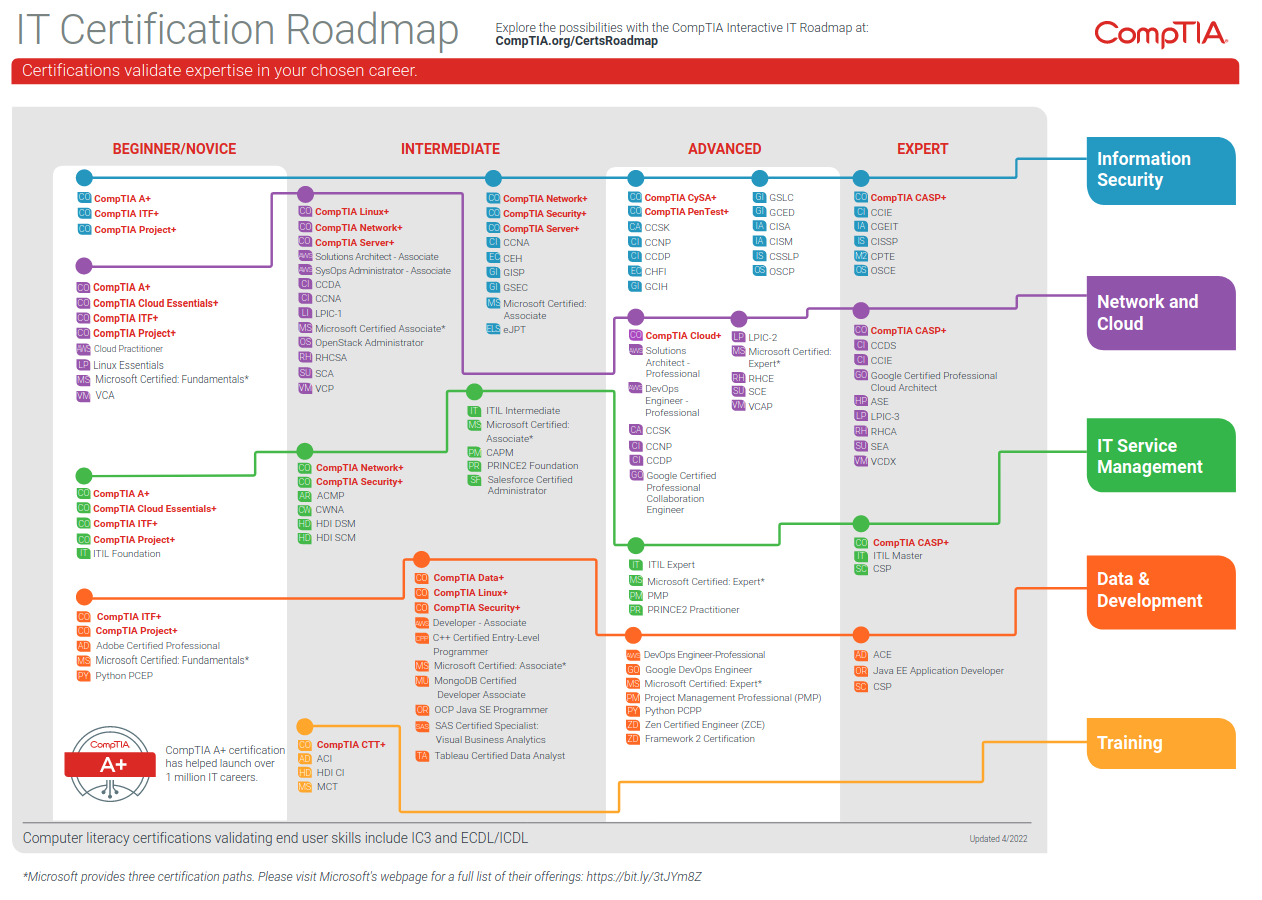 IT Certification Roadmap
Explore the possibilities with the CompTIA Interactive IT Roadmap at:
CompTIA.org/CertsRoadmap
CompTIA.
Certifications validate expertise in your chosen career.
BEGINNER/NOVICE
INTERMEDIATE
ADVANCED
EXPERT
Information
Security
CO CompTIA A+
CO CompTIA ITF+
CO CompTIA Project+
CO CompTIA Network+
CO CompTIA Security+
CO CompTIA Server+
CI CCNA
EC CEH
GI GISP
GI GSEC
MS Microsoft Certified:
Associate
ELS eJPT
CO CompTIA CySA+
CO CompTIA PenTest+
CA CCSK
CI CCNP
CI CCDP
EC CHFI
GI GCIH
GI GSLC
GI GCED
IA CISA
IA CISM
IS CSSLP
OS OSCP
CO CompTIA CASP+
CI CCIE
IA CGEIT
IS CISSP
M2 CPTE
OS OSCE
Network and
Cloud
CO CompTIA A+
CO CompTIA Cloud Essentials+
CO CompTIA ITF+
CO CompTIA Project+
AWS Cloud Practitioner
LP Linux Essentials
MS Microsoft Certified: Fundamentals*
VM VCA
CO CompTIA Linux+
CO CompTIA Network+
CO CompTIA Server+
AWS Solutions Architect - Associate
AWS SysOps Administrator - Associate
CI CCDA
CI CCNA
LI LPIC-1
MS Microsoft Certified Associate*
OS OpenStack Administrator
RH RHCSA
SU SCA
VM VCP
CO CompTIA Cloud+
AWS Solutions
Architect -
Professional
AWS DevOps
Engineer -
Professional
CA CCSK
CI CCNP
CI CCDP
GO Google Certified
Professional
Collaboration
Engineer
LP LPIC-2
MS Microsoft Certified:
Expert*
RH RHCE
SU SCE
VM VCAP
CO CompTIA CASP+
CI CCDS
CI CCIE
GO Google Certified Professional
Cloud Architect
HP ASE
LP LPIC-3
RH RHCA
SU SEA
VM VCDX
IT Service
Management
CO CompTIA A+
CO CompTIA Cloud Essentials+
CO CompTIA ITF+
CO CompTIA Project+
IT ITIL Foundation
CO CompTIA Network+
CO CompTIA Security+
AR ACMP
CW CWNA
HD HDI DSM
HD HDI SCM
IT ITIL Intermediate
MS Microsoft Certified:
Associate*
PM CAPM
PR PRINCE2 Foundation
SF Salesforce Certified
Administrator
IT ITIL Expert
MS Microsoft Certified: Expert*
PM PMP
PR PRINCE2 Practitioner
CO CompTIA CASP+
IT ITIL Master
SC CSP
Data &
Development
CO CompTIA ITF+
CO CompTIA Project+
AD Adobe Certified Professional
MS Microsoft Certified: Fundamentals*
PY Python PCEP
CO CompTIA Data+
CO CompTIA Linux+
CO CompTIA Security+
AWS Developer - Associate
CPP C++ Certified Entry-Level
Programmer
MS Microsoft Certified: Associate*
MU MongoDB Certified
Developer Associate
OR OCP Java SE Programmer
SAS SAS Certified Specialist:
Visual Business Analytics
TA Tableau Certified Data Analyst
AWS DevOps Engineer-Professional
GO Google DevOps Engineer
MS Microsoft Certified: Expert*
PM Project Management Professional (PMP)
PY Python PCPP
ZD Zen Certified Engineer (ZCE)
ZD Framework 2 Certification
AD ACE
OR Java EE Application Developer
SC CSP
Training
CO CompTIA CTT+
AD ACI
HD HDI CI
MS MCT
CompTIA
A+
CompTIA A+ certification
has helped launch over
1 million IT careers.
Computer literacy certifications validating end user skills include IC3 and ECDL/ICDL
Updated 4/2022
*Microsoft provides three certification paths. Please visit Microsoft's webpage for a full list of their offerings: https://bit.ly/3tJYm8Z